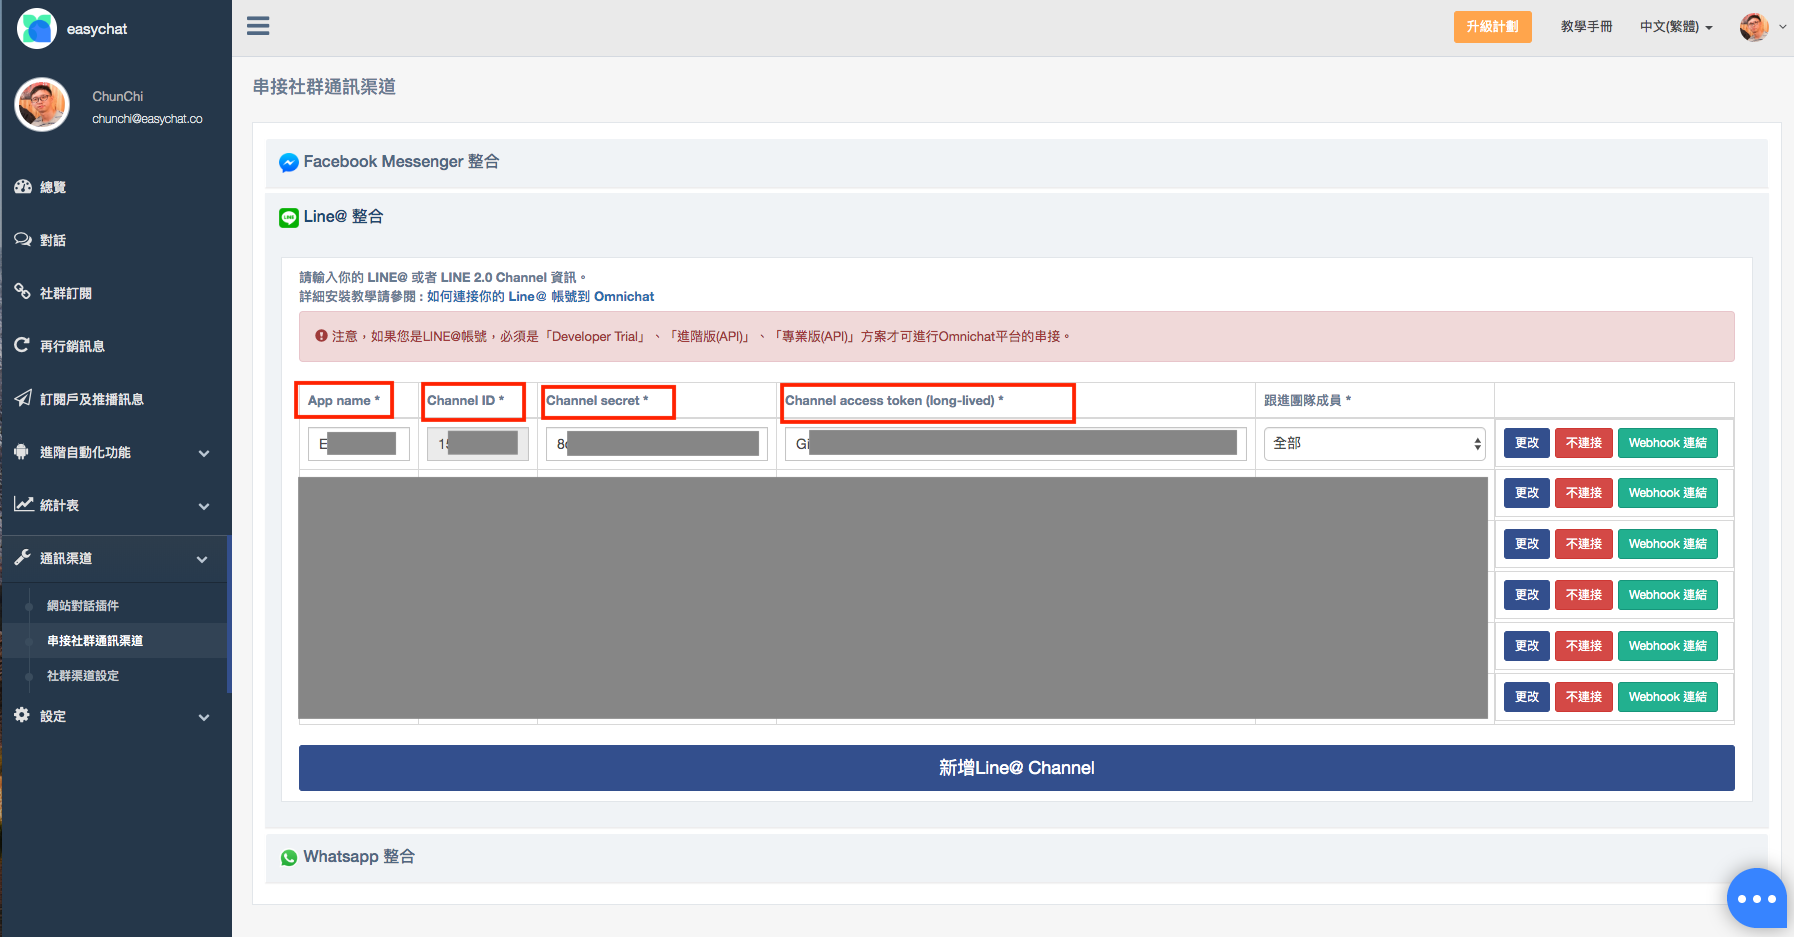 easychat
升級計劃
教學手冊
中文(繁體)
ChunChi
chunchi@easychat.co
總覽
對話
社群訂閱
再行銷訊息
訂閱戶及推播訊息
進階自動化功能
統計表
通訊渠道
網站對話插件
串接社群通訊渠道
社群渠道設定
設定
串接社群通訊渠道
Facebook Messenger 整合
Line@ 整合
請輸入你的 LINE@ 或者 LINE 2.0 Channel 資訊。
詳細安裝教學請參閱 : 如何連接你的 Line@ 帳號到 Omnichat
注意，如果您是LINE@帳號，必須是「Developer Trial」、「進階版(API)」、「專業版(API)」方案才可進行Omnichat平台的串接。
App name * Channel ID * Channel secret * Channel access token (long-lived) * 跟進團隊成員 *
E 15 8 Gi 全部 更改 不連接 Webhook 連結
更改 不連接 Webhook 連結
更改 不連接 Webhook 連結
更改 不連接 Webhook 連結
更改 不連接 Webhook 連結
更改 不連接 Webhook 連結
新增Line@ Channel
Whatsapp 整合